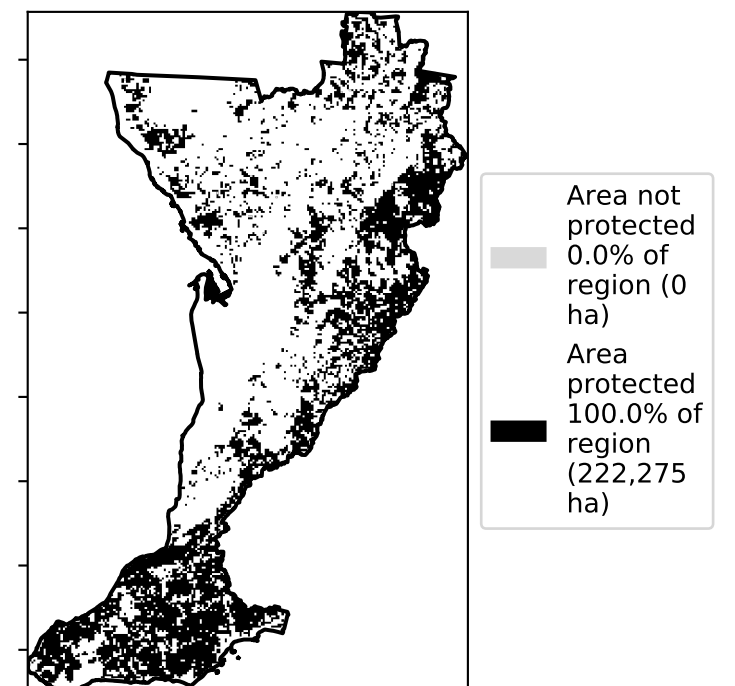 Area not
protected
0.0% of
region (0
ha)
Area
protected
100.0% of
region
(222,275
ha)